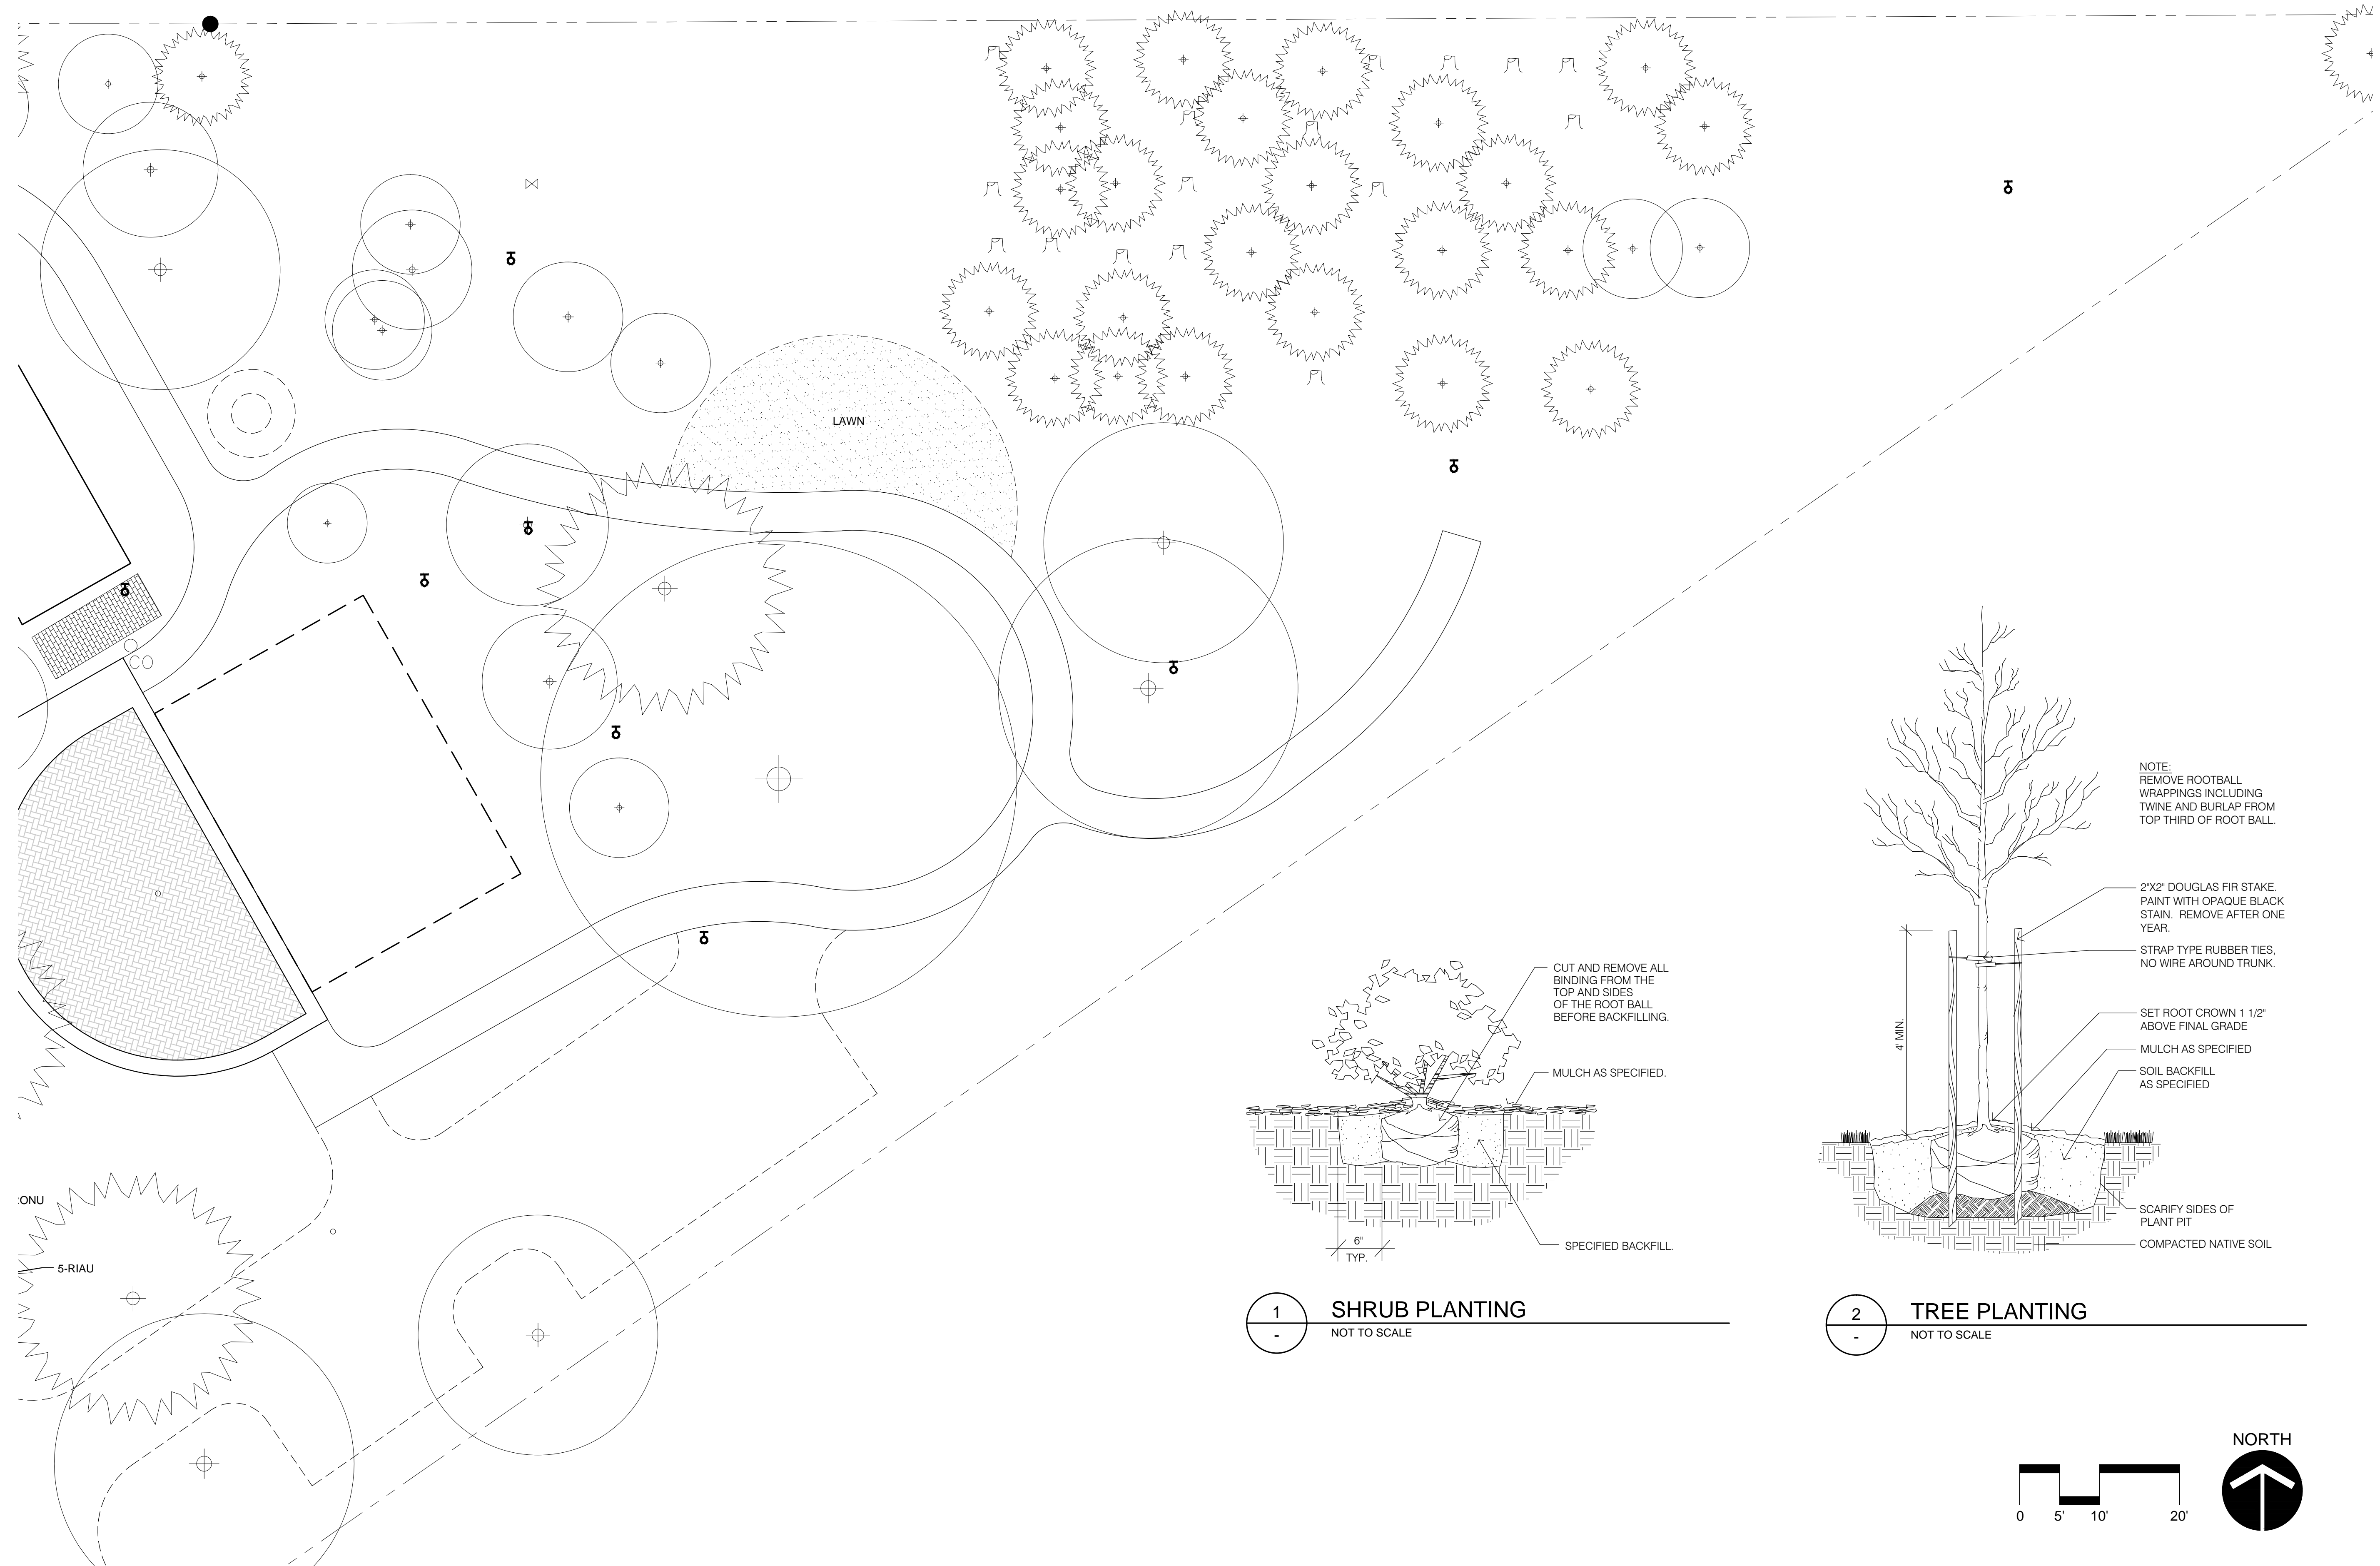 LAWN
CO
5-RIAU
CUT AND REMOVE ALL
BINDING FROM THE
TOP AND SIDES
OF THE ROOT BALL
BEFORE BACKFILLING.
MULCH AS SPECIFIED.
SPECIFIED BACKFILL.
6"
TYP.
1
-
SHRUB PLANTING
NOT TO SCALE
NOTE:
REMOVE ROOTBALL
WRAPPINGS INCLUDING
TWINE AND BURLAP FROM
TOP THIRD OF ROOT BALL.
2"X2" DOUGLAS FIR STAKE.
PAINT WITH OPAQUE BLACK
STAIN. REMOVE AFTER ONE
YEAR.
STRAP TYPE RUBBER TIES,
NO WIRE AROUND TRUNK.
4' MIN.
SET ROOT CROWN 1 1/2"
ABOVE FINAL GRADE
MULCH AS SPECIFIED
SOIL BACKFILL
AS SPECIFIED
SCARIFY SIDES OF
PLANT PIT
COMPACTED NATIVE SOIL
2
-
TREE PLANTING
NOT TO SCALE
NORTH
0 5' 10' 20'